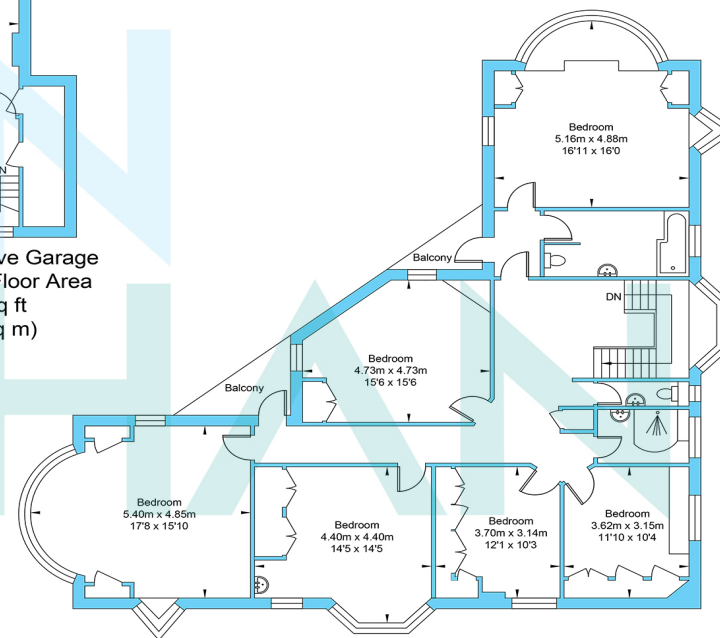 N
ve Garage
Floor Area
q ft
q m)
Bedroom
5.16m x 4.88m
16'11 x 16'0
Balcony
DN
Bedroom
4.73m x 4.73m
15'6 x 15'6
Balcony
Bedroom
5.40m x 4.85m
17'8 x 15'10
Bedroom
4.40m x 4.40m
14'5 x 14'5
Bedroom
3.70m x 3.14m
12'1 x 10'3
Bedroom
3.62m x 3.15m
11'10 x 10'4
N
HAN